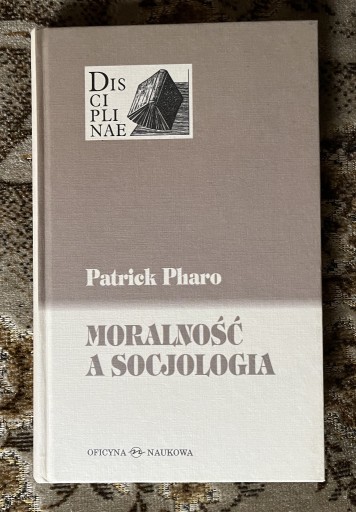 DIS
CI
PLI
NAE
Patrick Pharo
MORALNOŚĆ
A SOCJOLOGIA
OFICYNA NAUKOWA